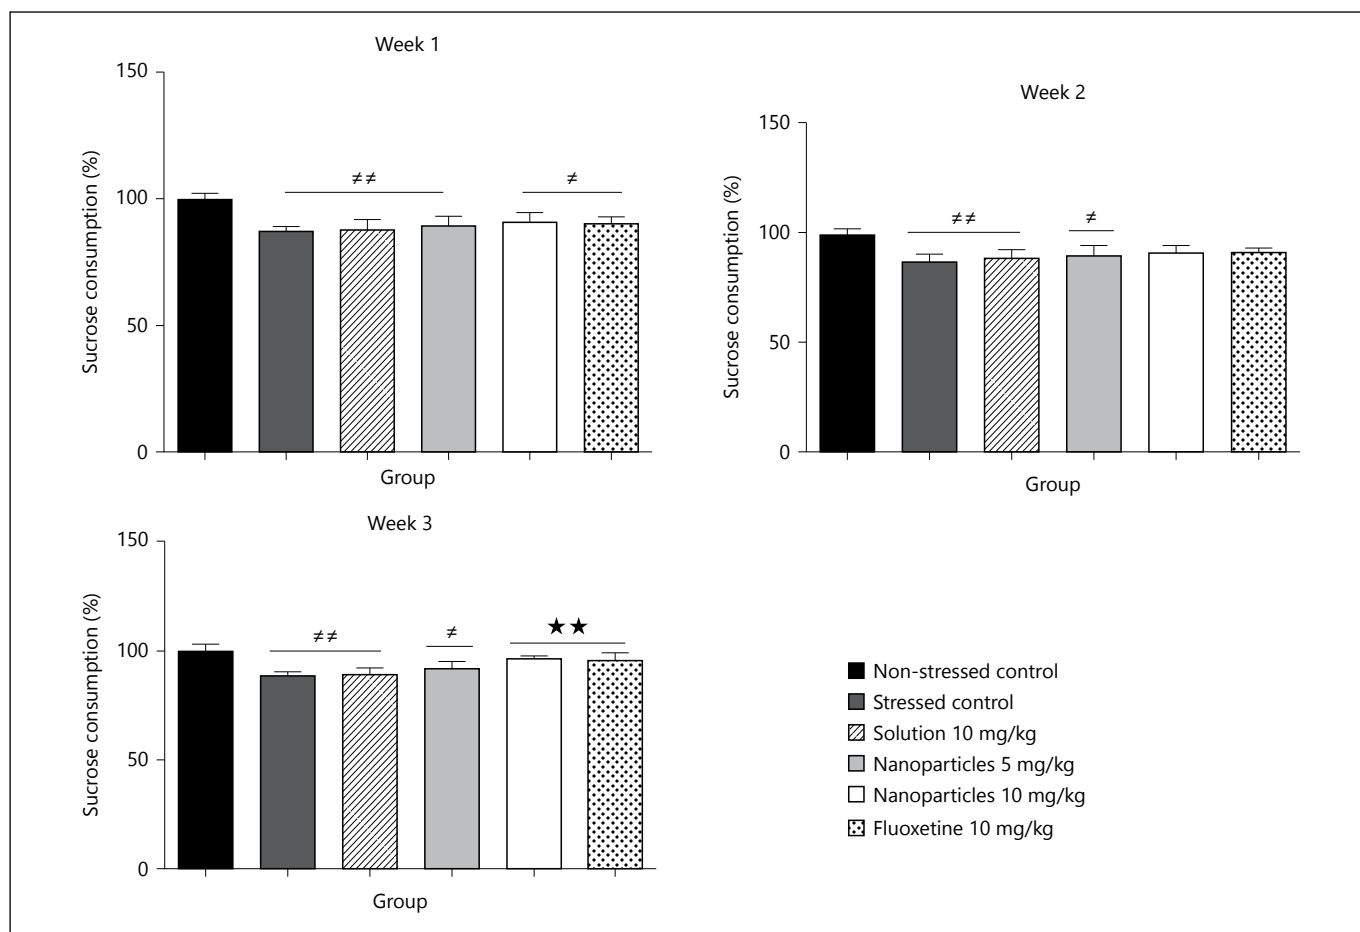 Week 1
150
100
50
0
Sucrose consumption (%)
≠≠
≠
Group
Week 2
150
100
50
0
Sucrose consumption (%)
≠≠
≠
Group
Week 3
150
100
50
0
Sucrose consumption (%)
≠≠
≠
★★
Group
Non-stressed control
Stressed control
Solution 10 mg/kg
Nanoparticles 5 mg/kg
Nanoparticles 10 mg/kg
Fluoxetine 10 mg/kg